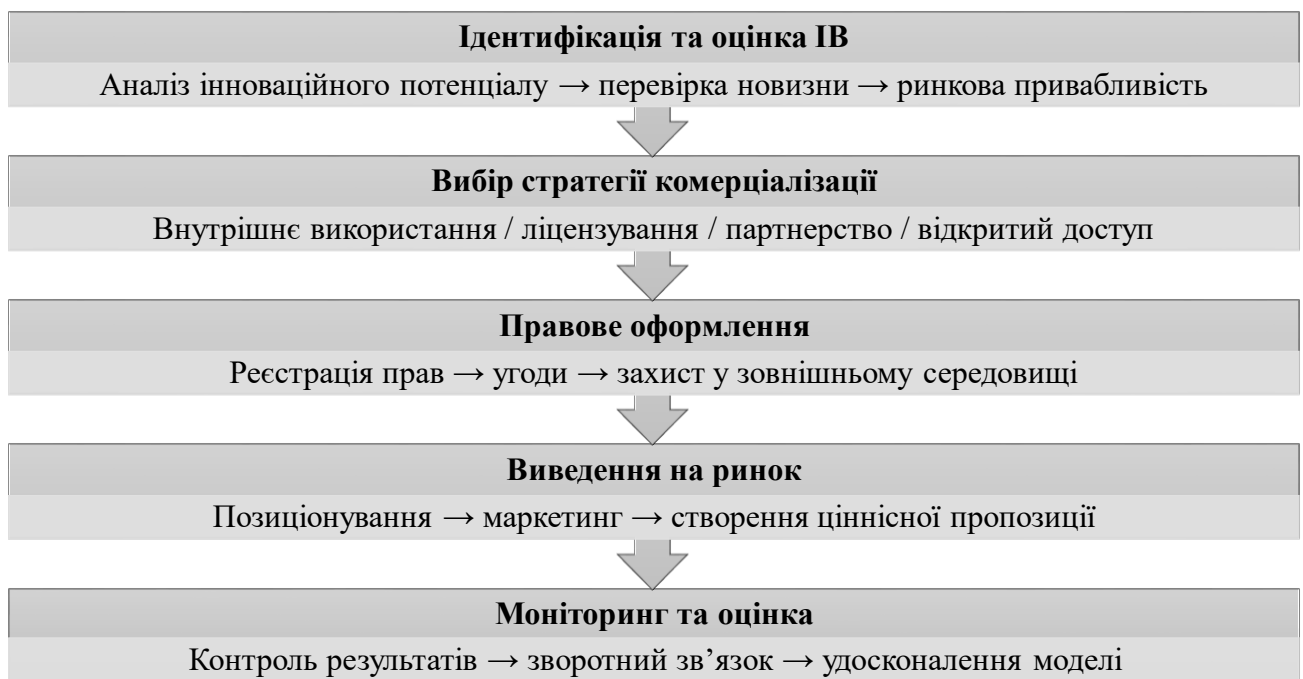 Ідентифікація та оцінка ІВ
Аналіз інноваційного потенціалу → перевірка новизни → ринкова привабливість
Вибір стратегії комерціалізації
Внутрішнє використання / ліцензування / партнерство / відкритий доступ
Правове оформлення
Реєстрація прав → угоди → захист у зовнішньому середовищі
Виведення на ринок
Позиціонування → маркетинг → створення ціннісної пропозиції
Моніторинг та оцінка
Контроль результатів → зворотний зв’язок → удосконалення моделі